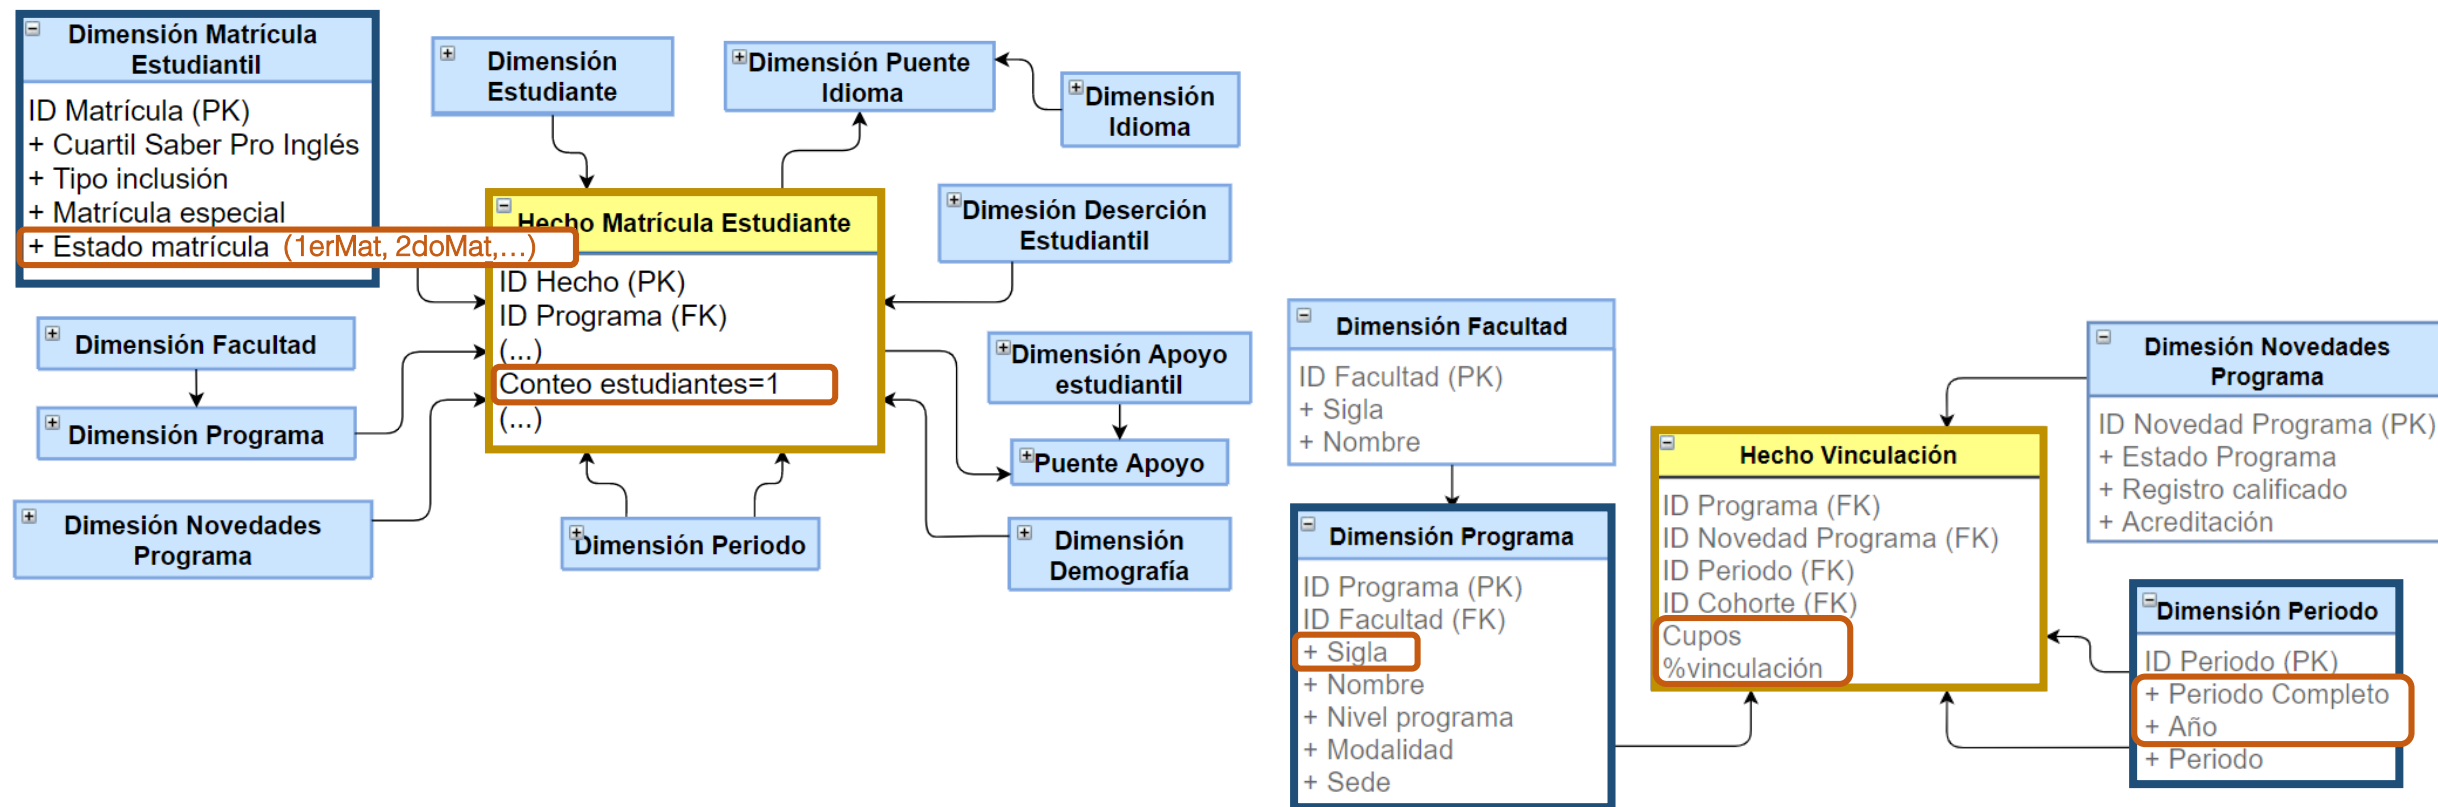 Dimensión Matrícula
Estudiantil
ID Matrícula (PK)
+ Cuartil Saber Pro Inglés
+ Tipo inclusión
+ Matrícula especial
+ Estado matrícula (1erMat, 2doMat,...)
Dimensión
Estudiante
Dimensión Puente
Idioma
Dimensión
Idioma
Hecho Matrícula Estudiante
ID Hecho (PK)
ID Programa (FK)
(...)
Conteo estudiantes=1
(...)
Dimesión Deserción
Estudiantil
Dimensión Facultad
Dimensión Programa
Dimesión Novedades
Programa
Dimensión Periodo
Dimensión Apoyo
estudiantil
Puente Apoyo
Dimensión
Demografía
Dimensión Facultad
ID Facultad (PK)
+ Sigla
+ Nombre
Dimensión Programa
ID Programa (PK)
ID Facultad (FK)
+ Sigla
+ Nombre
+ Nivel programa
+ Modalidad
+ Sede
Hecho Vinculación
ID Programa (FK)
ID Novedad Programa (FK)
ID Periodo (FK)
ID Cohorte (FK)
Cupos
%vinculación
Dimesión Novedades
Programa
ID Novedad Programa (PK)
+ Estado Programa
+ Registro calificado
+ Acreditación
Dimensión Periodo
ID Periodo (PK)
+ Periodo Completo
+ Año
+ Periodo